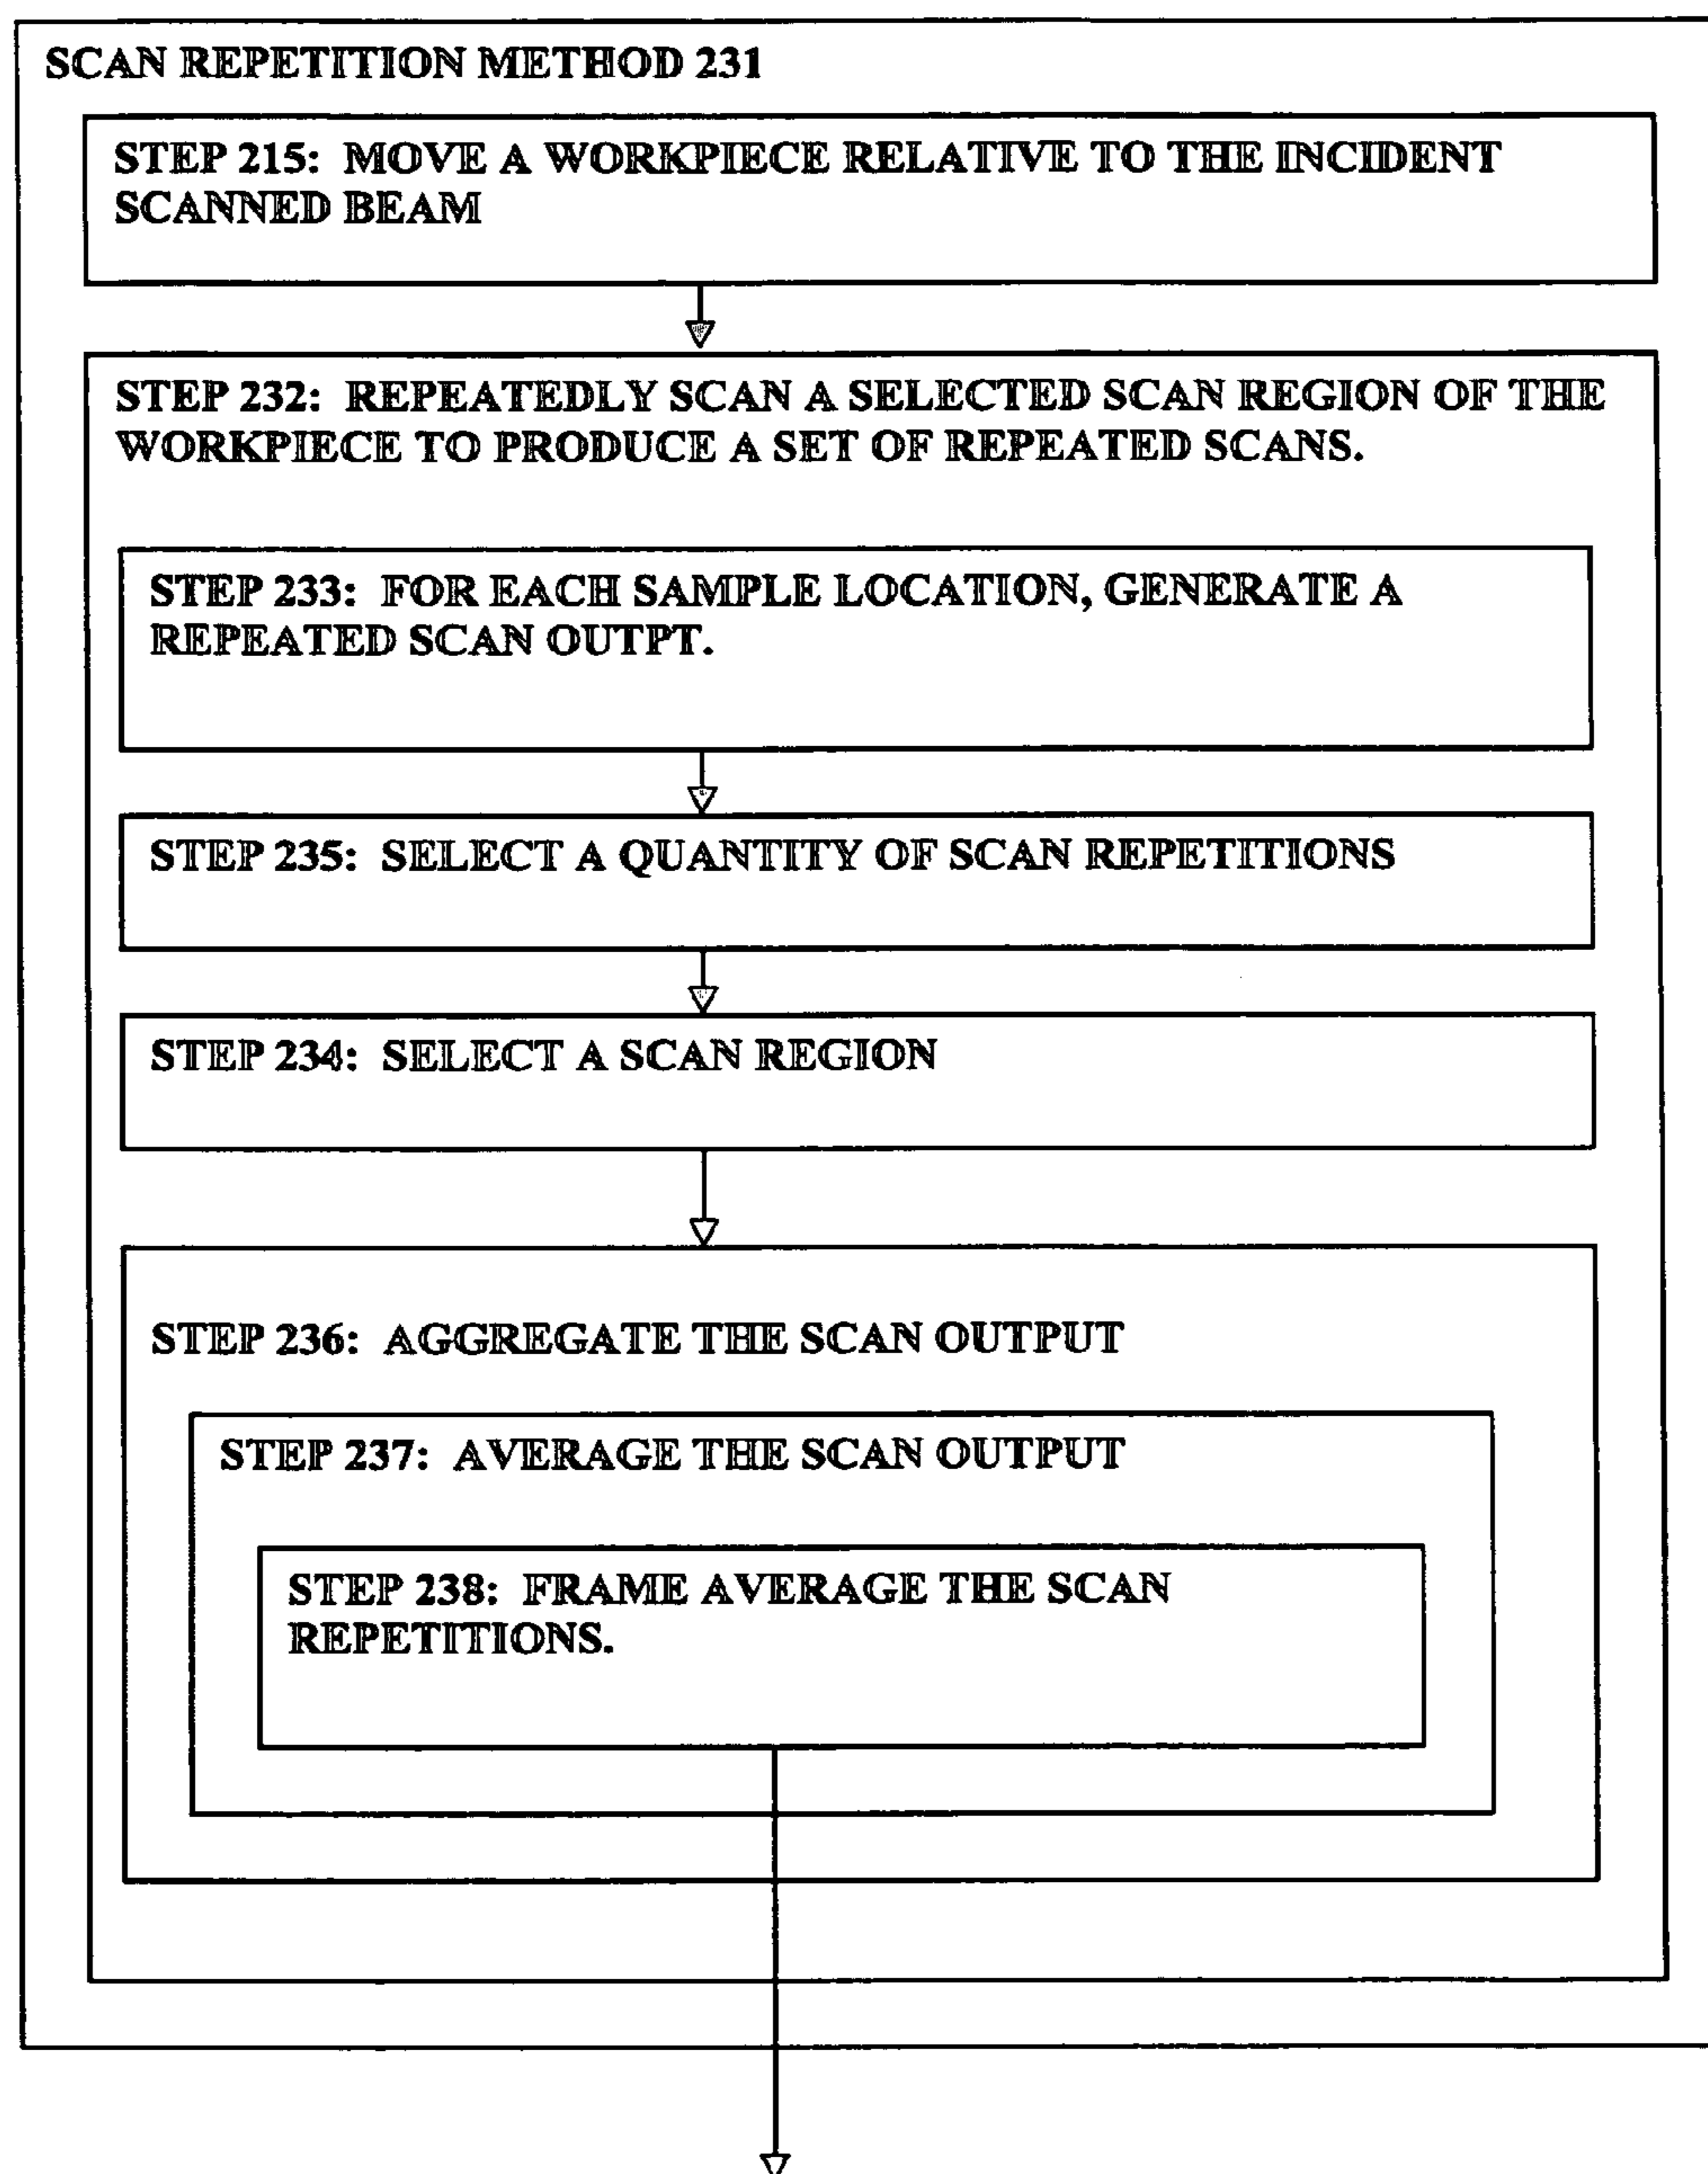 SCAN REPETITION METHOD 231
STEP 215: MOVE A WORKPIECE RELATIVE TO THE INCIDENT
SCANNED BEAM
STEP 232: REPEATEDLY SCAN A SELECTED SCAN REGION OF THE
WORKPIECE TO PRODUCE A SET OF REPEATED SCANS.
STEP 233: FOR EACH SAMPLE LOCATION, GENERATE A
REPEATED SCAN OUTPT.
STEP 235: SELECT A QUANTITY OF SCAN REPETITIONS
STEP 234: SELECT A SCAN REGION
STEP 236: AGGREGATE THE SCAN OUTPUT
STEP 237: AVERAGE THE SCAN OUTPUT
STEP 238: FRAME AVERAGE THE SCAN
REPETITIONS.